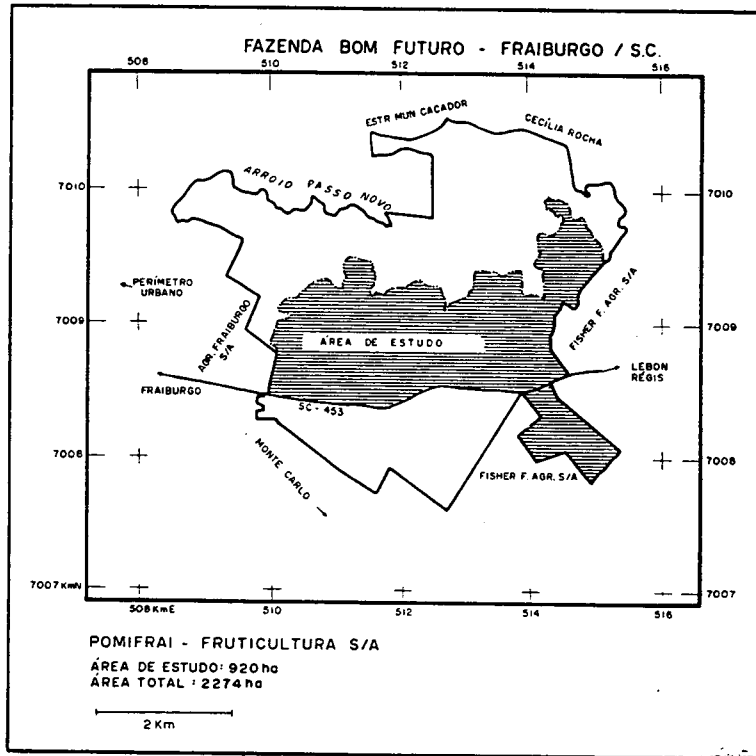 FAZENDA BOM FUTURO - FRAIBURGO / S.C.
508 510 512 514 516
ESTR MUN CAÇADOR
CECÍLIA ROCHA
ARROIO PASSO NOVO
7010 7010
PERÍMETRO
URBANO
FISHER F. AGR. S/A
7009 7009
AGR. FRAIBURGO
S/A
ÁREA DE ESTUDO
LEBON
RÉGIS
FRAIBURGO
SC - 453
7008 7008
MONTE CARLO
FISHER F. AGR. S/A
7007 KmN 7007
508 KmE 510 512 514 516
POMIFRAI - FRUTICULTURA S/A
ÁREA DE ESTUDO: 920 ha
ÁREA TOTAL : 2274 ha
2 Km